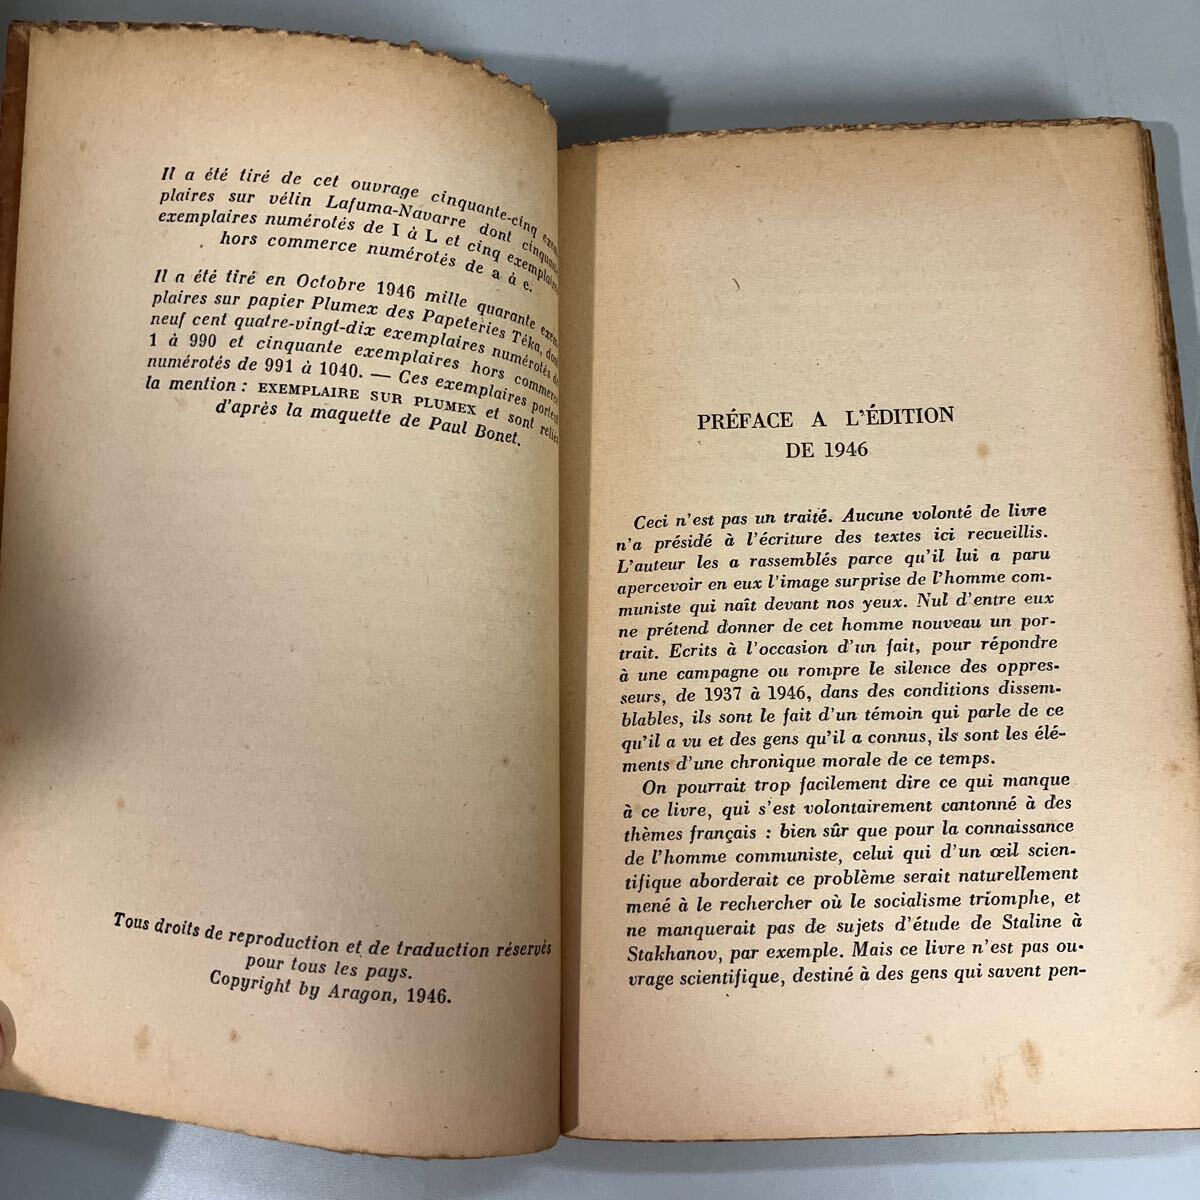 Il a été tiré de cet ouvrage cinquante-cinq exem-
plaires sur vélin Lafuma-Navarre dont cinquante
exemplaires numérotés de I à L et cinq exemplaires
hors commerce numérotés de a à e.
Il a été tiré en Octobre 1946 mille quarante exem-
plaires sur papier Plumex des Papeteries Téka, dont
neuf cent quatre-vingt-dix exemplaires numérotés de
1 à 990 et cinquante exemplaires hors commerce
numérotés de 991 à 1040. — Ces exemplaires portent
la mention : EXEMPLAIRE SUR PLUMEX et sont reliés
d'après la maquette de Paul Bonet.
Tous droits de reproduction et de traduction réservés
pour tous les pays.
Copyright by Aragon, 1946.
PRÉFACE A L'ÉDITION
DE 1946
Ceci n'est pas un traité. Aucune volonté de livre
n'a présidé à l'écriture des textes ici recueillis.
L'auteur les a rassemblés parce qu'il lui a paru
apercevoir en eux l'image surprise de l'homme com-
muniste qui naît devant nos yeux. Nul d'entre eux
ne prétend donner de cet homme nouveau un por-
trait. Ecrits à l'occasion d'un fait, pour répondre
à une campagne ou rompre le silence des oppres-
seurs, de 1937 à 1946, dans des conditions dissem-
blables, ils sont le fait d'un témoin qui parle de ce
qu'il a vu et des gens qu'il a connus, ils sont les élé-
ments d'une chronique morale de ce temps.
On pourrait trop facilement dire ce qui manque
à ce livre, qui s'est volontairement cantonné à des
thèmes français : bien sûr que pour la connaissance
de l'homme communiste, celui qui d'un œil scien-
tifique aborderait ce problème serait naturellement
mené à le rechercher où le socialisme triomphe, et
ne manquerait pas de sujets d'étude de Staline à
Stakhanov, par exemple. Mais ce livre n'est pas ou-
vrage scientifique, destiné à des gens qui savent pen-